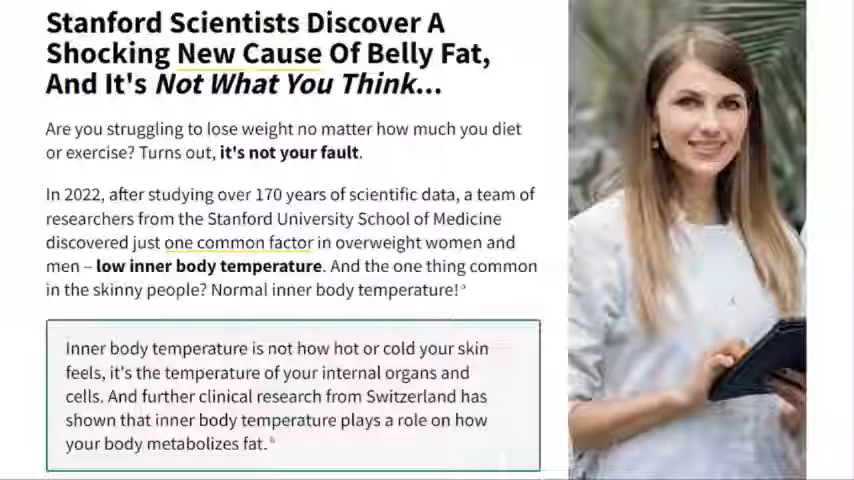 Stanford Scientists Discover A
Shocking New Cause Of Belly Fat,
And It's Not What You Think...
Are you struggling to lose weight no matter how much you diet
or exercise? Turns out, it's not your fault.
In 2022, after studying over 170 years of scientific data, a team of
researchers from the Stanford University School of Medicine
discovered just one common factor in overweight women and
men – low inner body temperature. And the one thing common
in the skinny people? Normal inner body temperature!
Inner body temperature is not how hot or cold your skin
feels, it's the temperature of your internal organs and
cells. And further clinical research from Switzerland has
shown that inner body temperature plays a role on how
your body metabolizes fat.